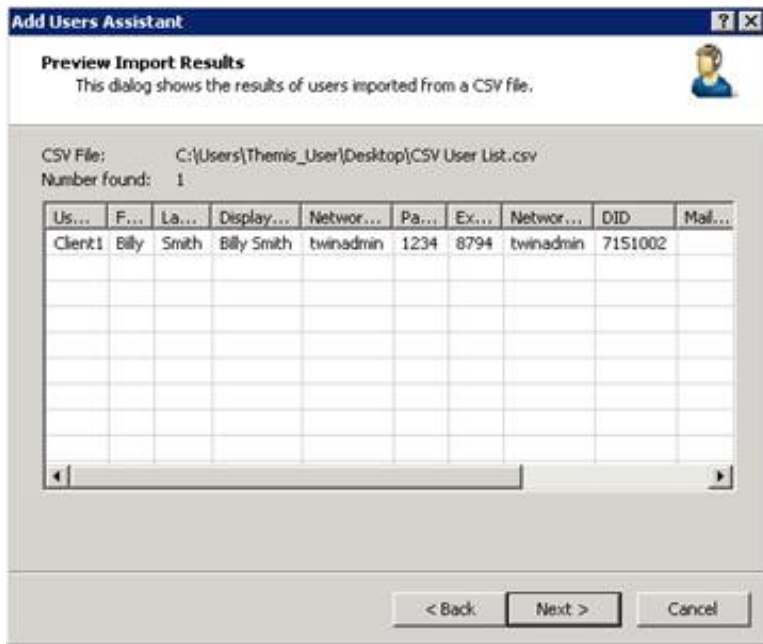 Add Users Assistant
Preview Import Results
This dialog shows the results of users imported from a CSV file.
CSV File: C:\Users\Themis_User\Desktop\CSV User List.csv
Number found: 1
Us... F... La... Display... Networ... Pa... Ex... Networ... DID Mail...
Client1 Billy Smith Billy Smith twinadmin 1234 8794 twinadmin 7151002
< Back Next > Cancel